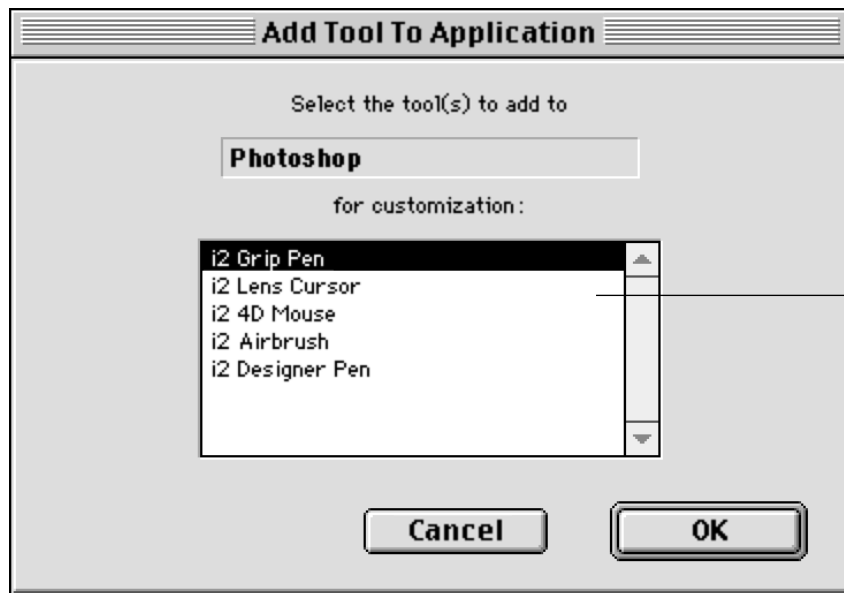 Add Tool To Application
Select the tool(s) to add to
Photoshop
for customization:
i2 Grip Pen
i2 Lens Cursor
i2 4D Mouse
i2 Airbrush
i2 Designer Pen
Cancel OK